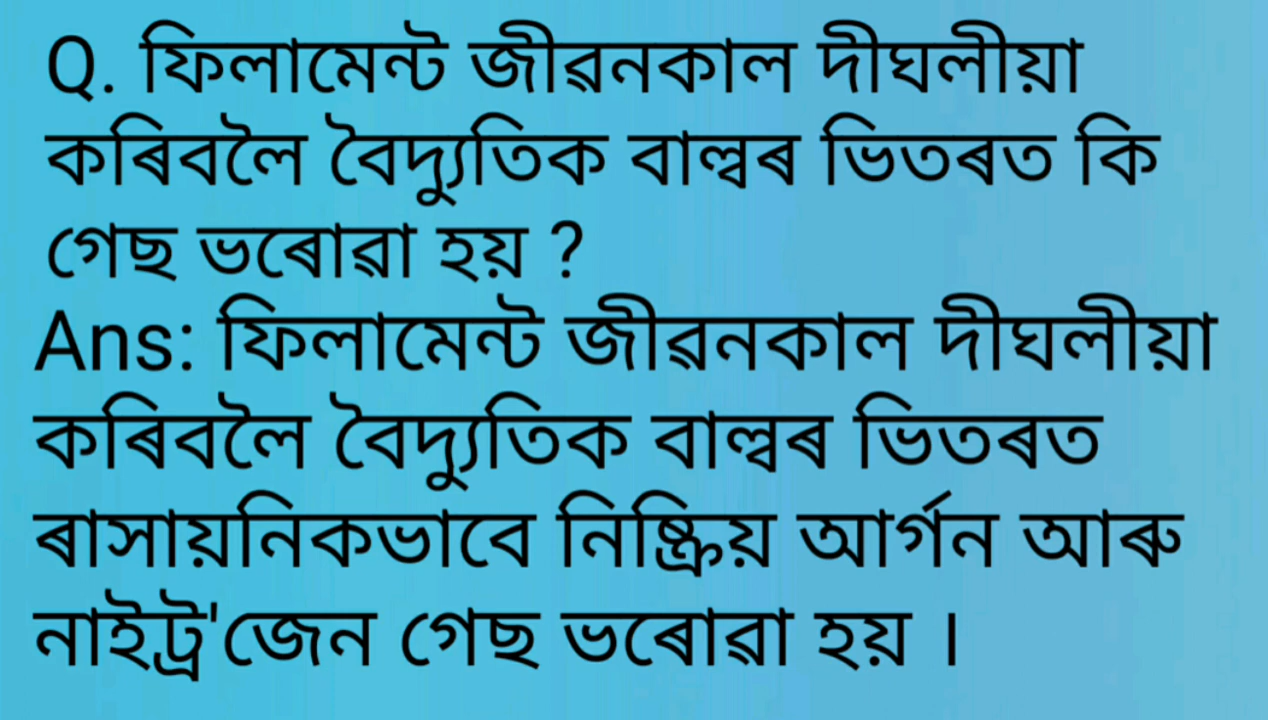 Q. ফিলামেন্ট জীৱনকাল দীঘলীয়া
কৰিবলৈ বৈদ্যুতিক বাল্বৰ ভিতৰত কি
গেছ ভৰোৱা হয় ?
Ans: ফিলামেন্ট জীৱনকাল দীঘলীয়া
কৰিবলৈ বৈদ্যুতিক বাল্বৰ ভিতৰত
ৰাসায়নিকভাবে নিষ্ক্ৰিয় আৰ্গন আৰু
নাইট্ৰ'জেন গেছ ভৰোৱা হয় ।